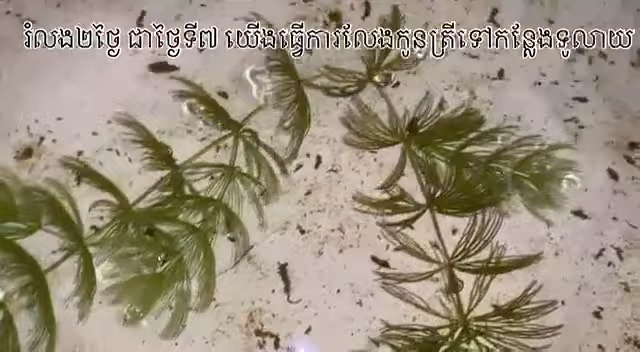 រំលង២ថ្ងៃ ជាថ្ងៃទី៧ យើងធ្វើការលែងកូនត្រីទៅកន្លែងទូលាយ